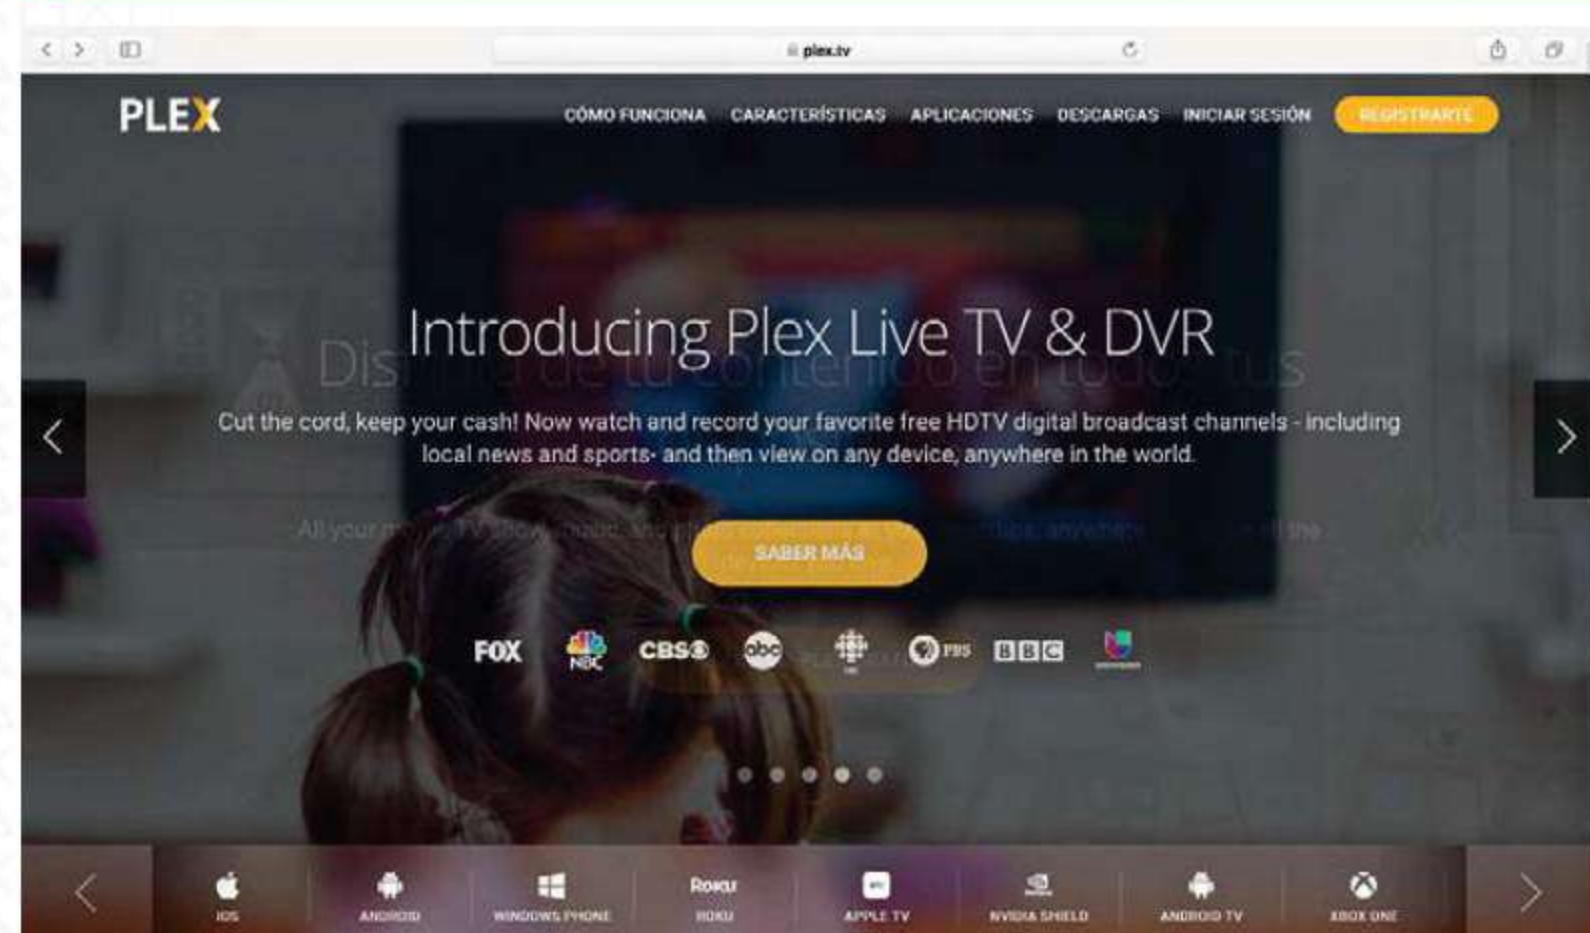 plex.tv
PLEX
CÓMO FUNCIONA CARACTERÍSTICAS APLICACIONES DESCARGAS INICIAR SESIÓN REGISTRARTE
Introducing Plex Live TV & DVR
Cut the cord, keep your cash! Now watch and record your favorite free HDTV digital broadcast channels - including
local news and sports- and then view on any device, anywhere in the world.
SABER MÁS
FOX NBC CBS abc PBS BBC
ROKU
IOS ANDROID WINDOWS PHONE ROKU APPLE TV NVIDIA SHIELD ANDROID TV XBOX ONE